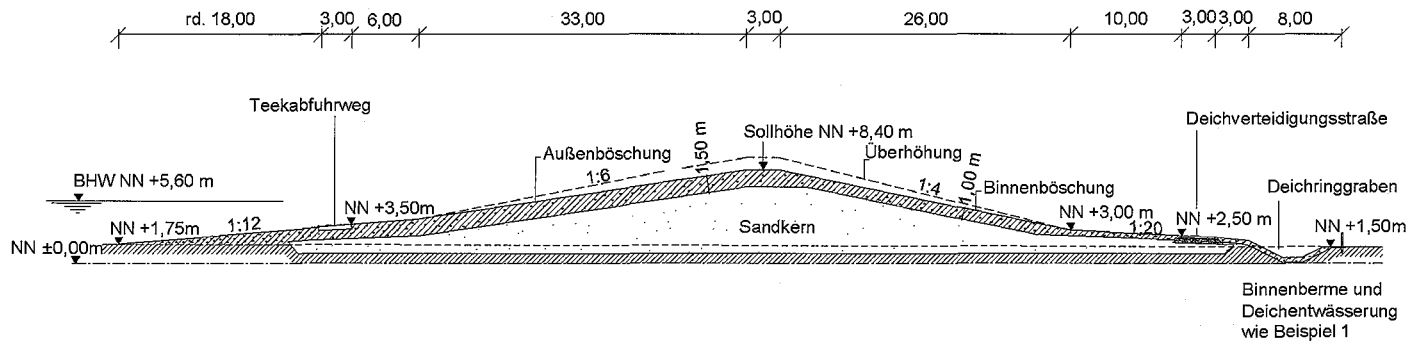 rd. 18,00 3,00 6,00 33,00 3,00 26,00 10,00 3,00 3,00 8,00
Teekabfuhrweg
Deichverteidigungsstraße
Sollhöhe NN +8,40 m
Außenböschung
1,50 m
Überhöhung
1:6
1:4
1,00 m
Binnenböschung
Deichringgraben
BHW NN +5,60 m
NN +3,50m
NN +3,00 m
NN +2,50 m
NN +1,50m
NN +1,75m
1:12
Sandkern
1:20
NN ±0,00m
Binnenberme und
Deichentwässerung
wie Beispiel 1